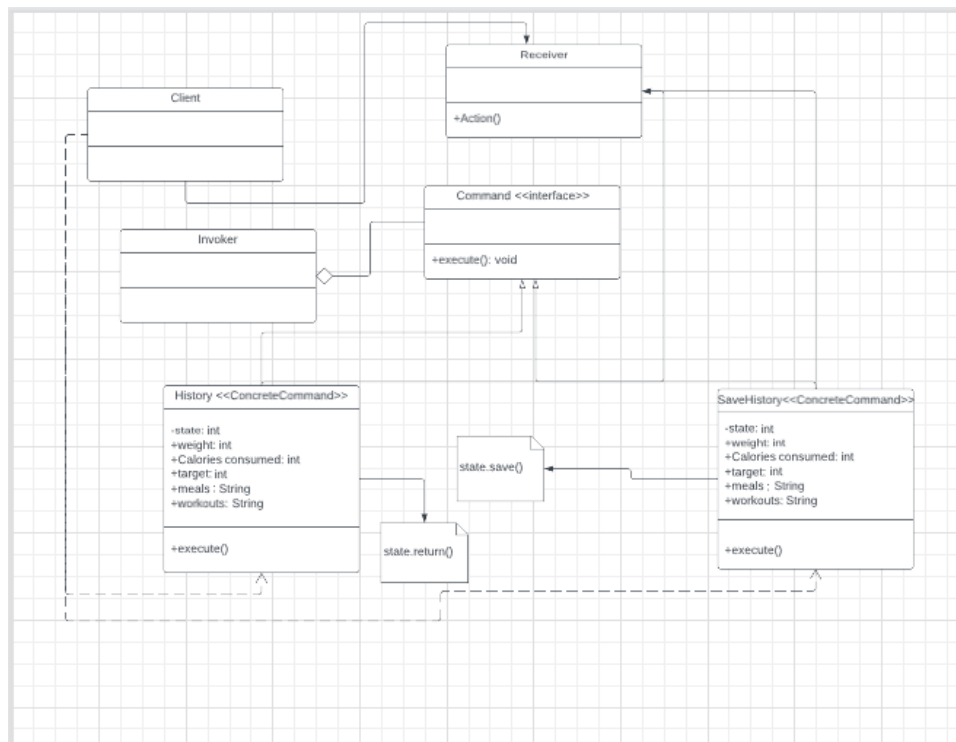 Receiver
+Action()
Client
Command <<interface>>
+execute(): void
Invoker
History <<ConcreteCommand>>
-state: int
+weight: int
+Calories consumed: int
+target: int
+meals : String
+workouts: String
+execute()
state.return()
state.save()
SaveHistory<<ConcreteCommand>>
-state: int
+weight: int
+Calories consumed: int
+target: int
+meals : String
+workouts: String
+execute()